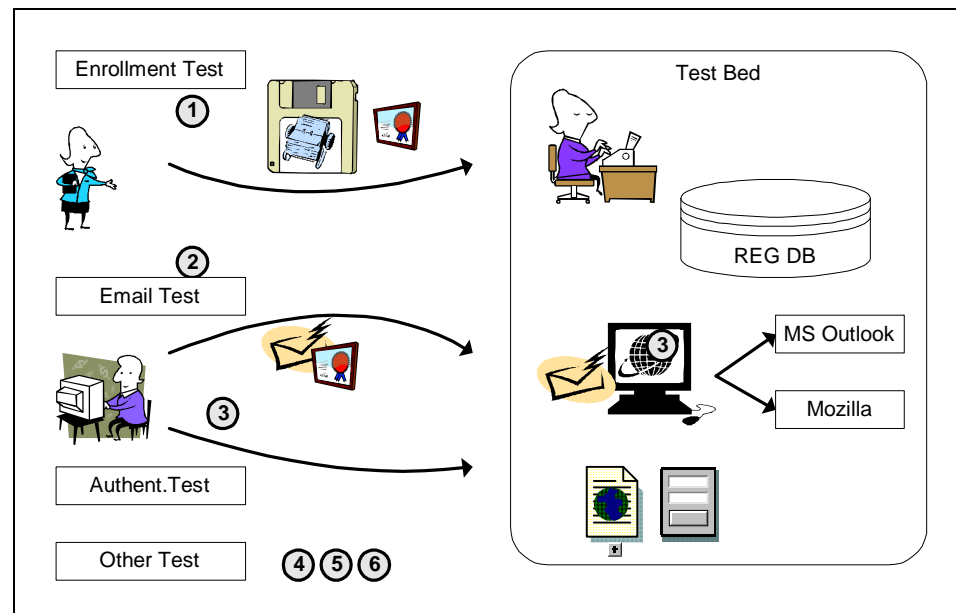 Enrollment Test
1
2
Email Test
3
Authent.Test
Other Test
4 5 6
Test Bed
REG DB
3
MS Outlook
Mozilla